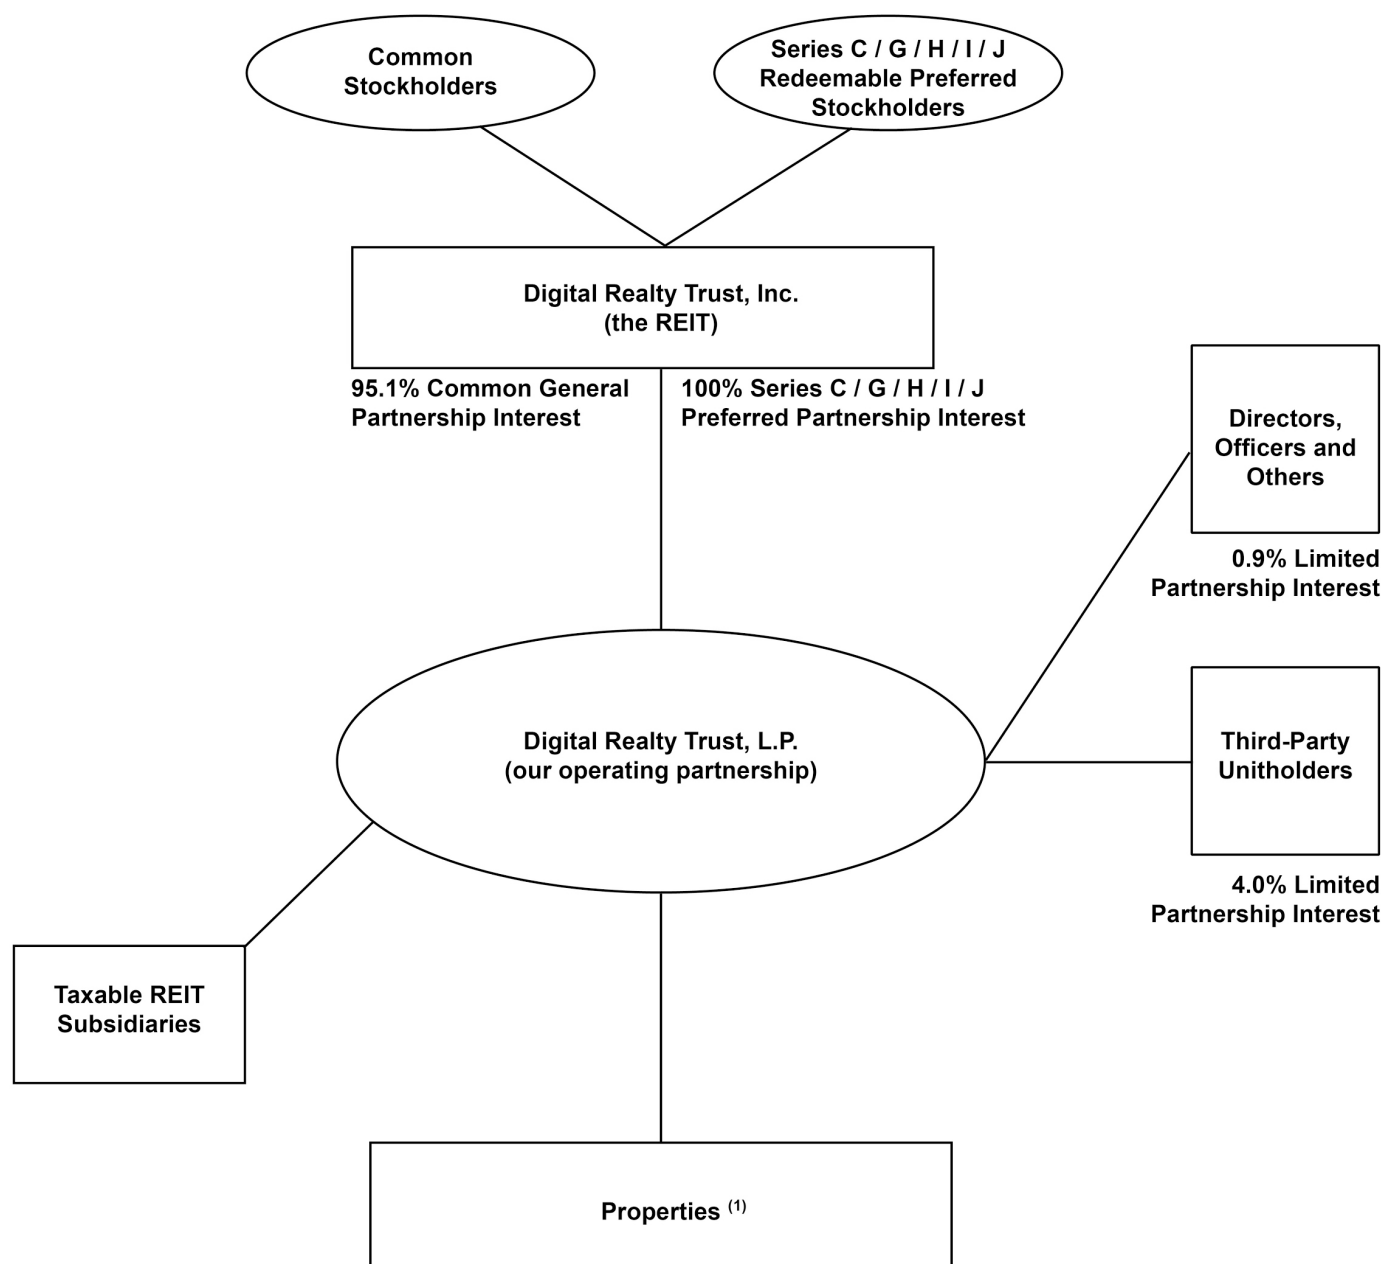 Common
Stockholders
Series C / G / H / I / J
Redeemable Preferred
Stockholders
Digital Realty Trust, Inc.
(the REIT)
95.1% Common General
Partnership Interest
100% Series C / G / H / I / J
Preferred Partnership Interest
Directors,
Officers and
Others
0.9% Limited
Partnership Interest
Digital Realty Trust, L.P.
(our operating partnership)
Third-Party
Unitholders
4.0% Limited
Partnership Interest
Taxable REIT
Subsidiaries
Properties (1)